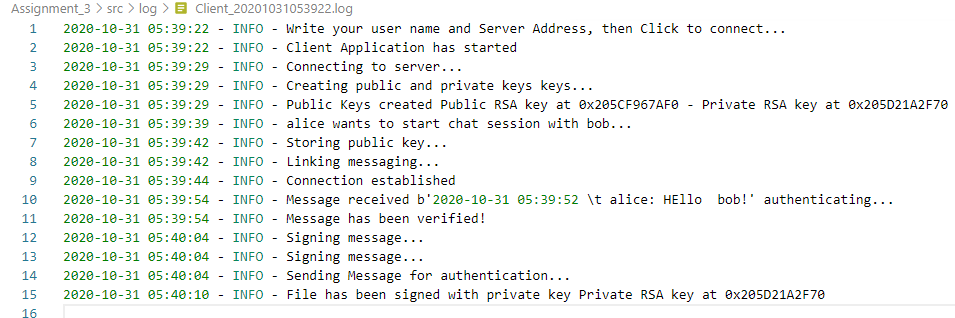 Assignment_3 > src > log > Client_20201031053922.log
1 2020-10-31 05:39:22 - INFO - Write your user name and Server Address, then Click to connect...
2 2020-10-31 05:39:22 - INFO - Client Application has started
3 2020-10-31 05:39:29 - INFO - Connecting to server...
4 2020-10-31 05:39:29 - INFO - Creating public and private keys keys...
5 2020-10-31 05:39:29 - INFO - Public Keys created Public RSA key at 0x205CF967AF0 - Private RSA key at 0x205D21A2F70
6 2020-10-31 05:39:39 - INFO - alice wants to start chat session with bob...
7 2020-10-31 05:39:42 - INFO - Storing public key...
8 2020-10-31 05:39:42 - INFO - Linking messaging...
9 2020-10-31 05:39:44 - INFO - Connection established
10 2020-10-31 05:39:54 - INFO - Message received b'2020-10-31 05:39:52 \t alice: HEllo  bob!' authenticating...
11 2020-10-31 05:39:54 - INFO - Message has been verified!
12 2020-10-31 05:40:04 - INFO - Signing message...
13 2020-10-31 05:40:04 - INFO - Signing message...
14 2020-10-31 05:40:04 - INFO - Sending Message for authentication...
15 2020-10-31 05:40:10 - INFO - File has been signed with private key Private RSA key at 0x205D21A2F70
16